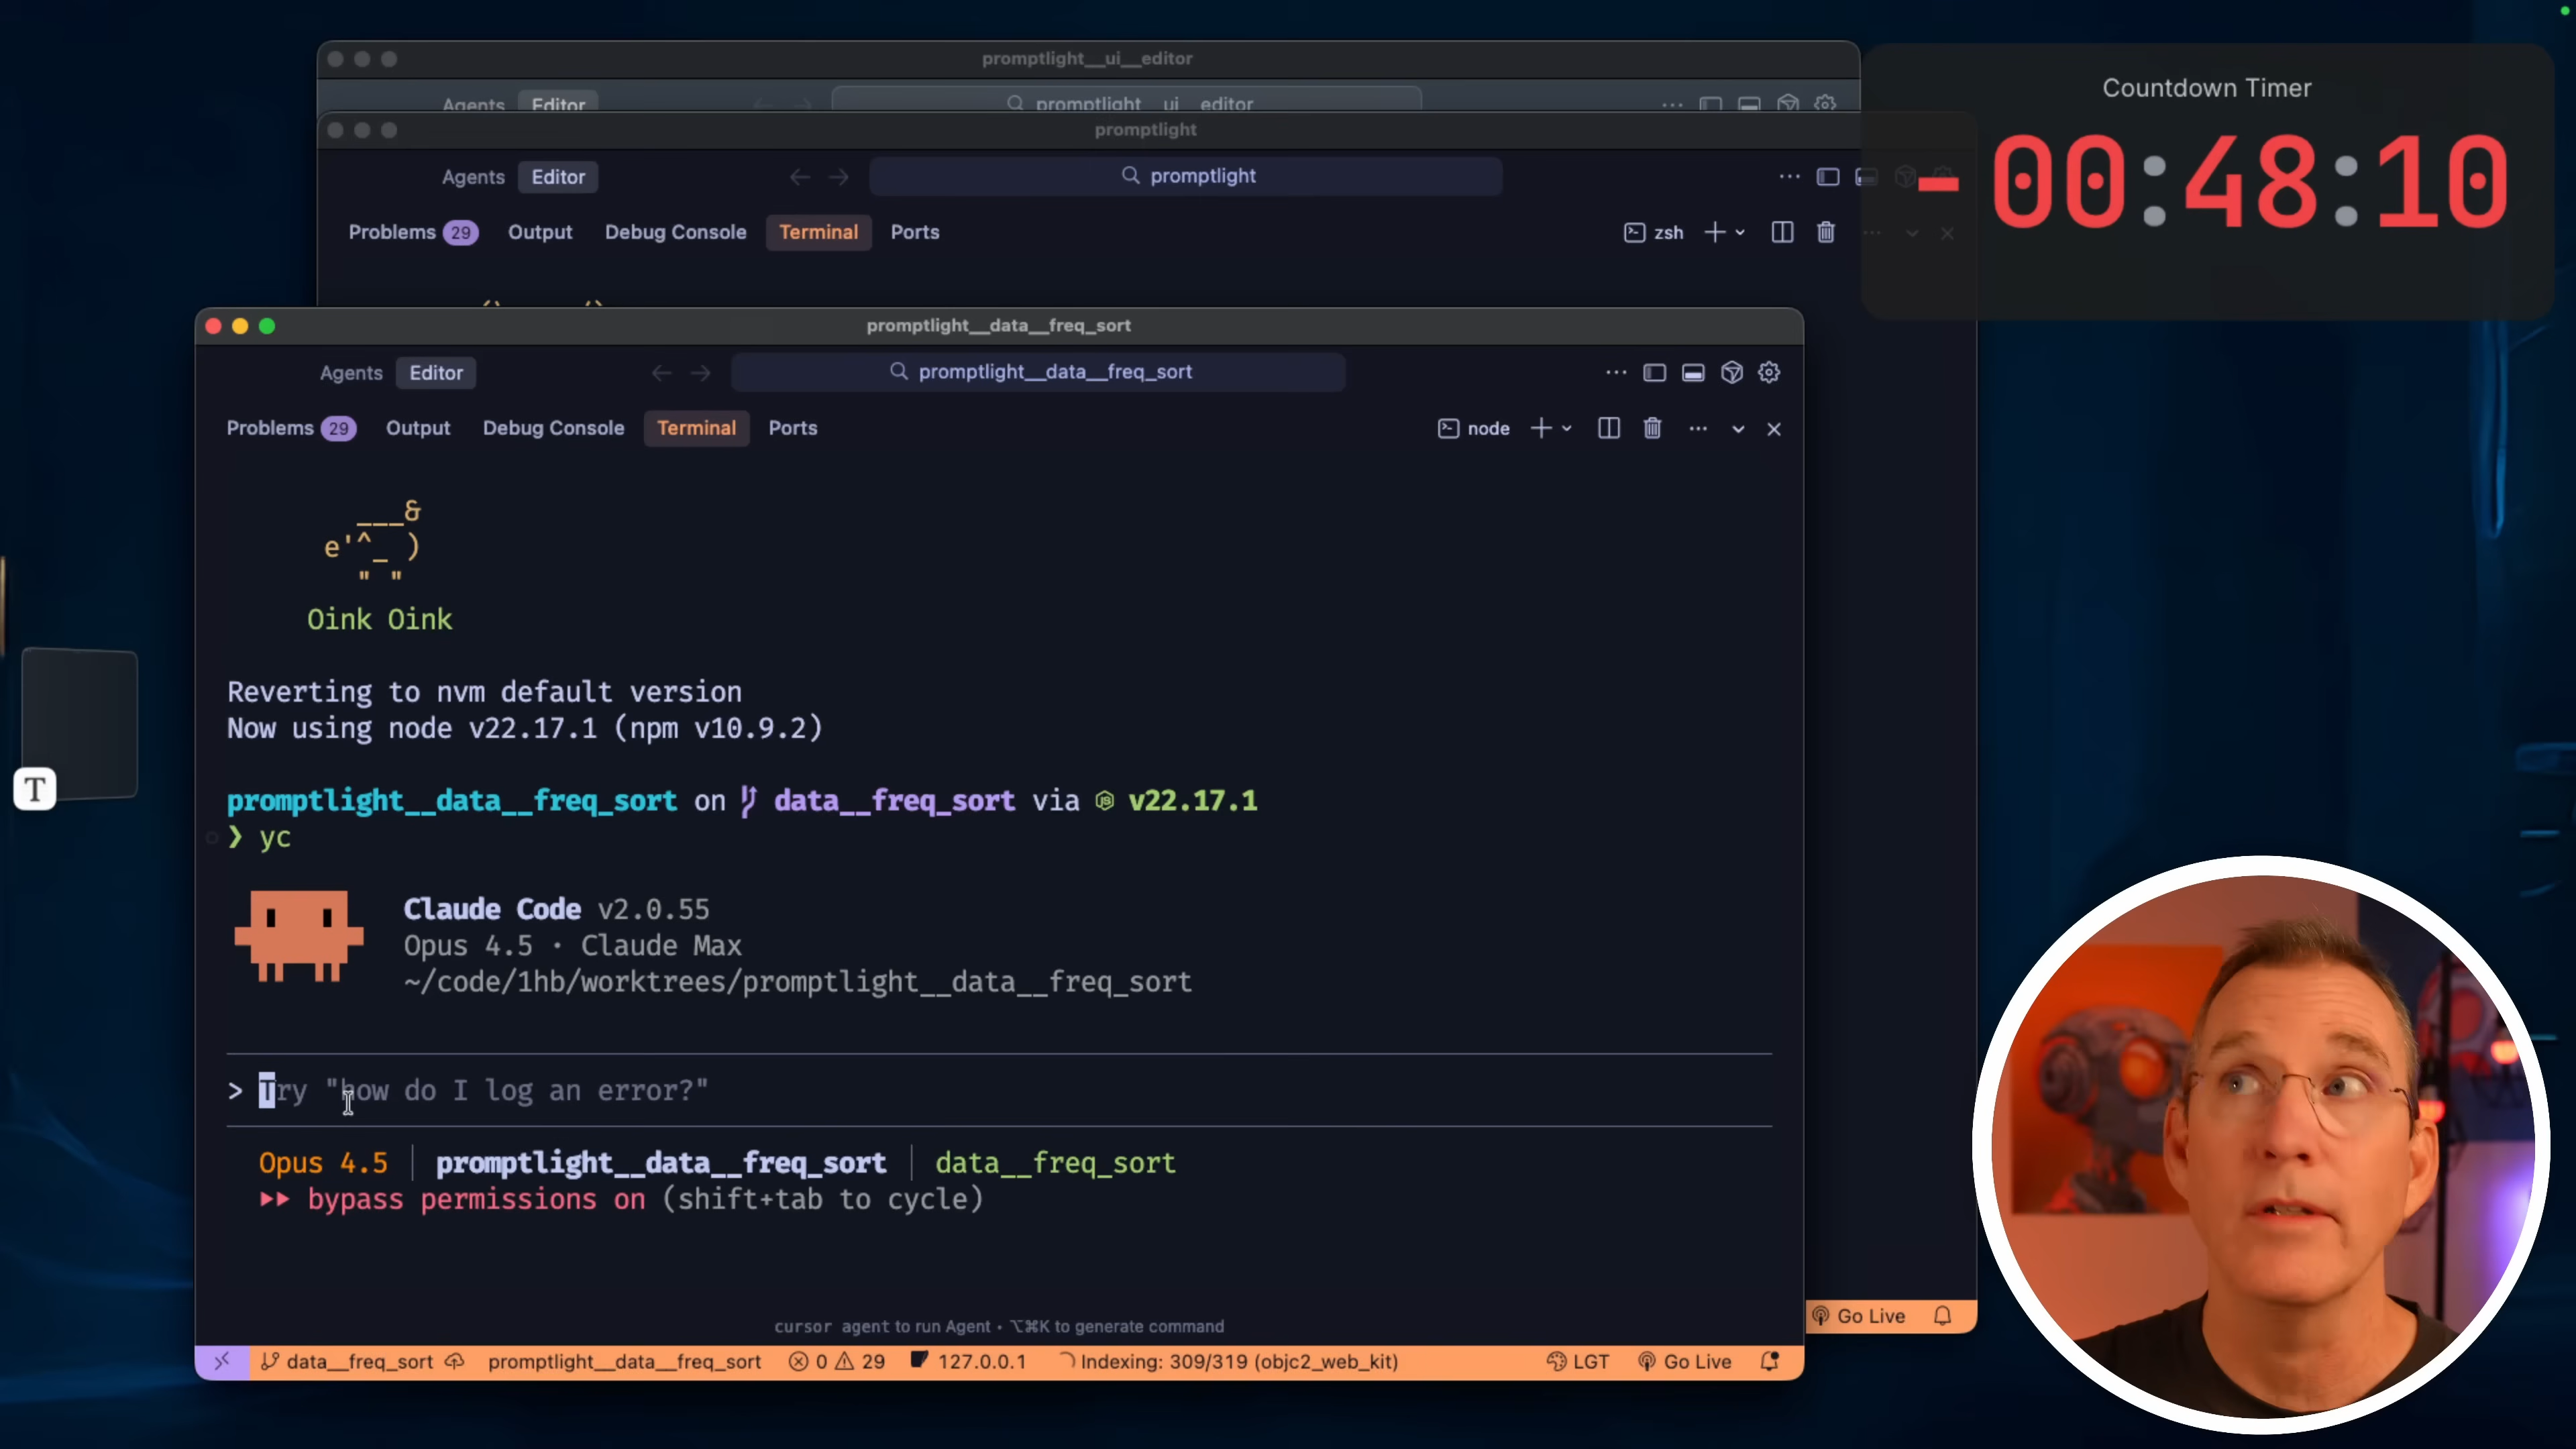 promptlight__ui__editor
Agents Editor promptlight__ui__editor
promptlight
Agents Editor promptlight
Problems 29 Output Debug Console Terminal Ports zsh
Countdown Timer
-00:48:10
promptlight__data__freq_sort
Agents Editor promptlight__data__freq_sort
Problems 29 Output Debug Console Terminal Ports node
___&
e'^_ )
" "
Oink Oink
Reverting to nvm default version
Now using node v22.17.1 (npm v10.9.2)
promptlight__data__freq_sort on data__freq_sort via v22.17.1
❯ yc
Claude Code v2.0.55
Opus 4.5 · Claude Max
~/code/1hb/worktrees/promptlight__data__freq_sort
> Try "how do I log an error?"
Opus 4.5 | promptlight__data__freq_sort | data__freq_sort
bypass permissions on (shift+tab to cycle)
cursor agent to run Agent • ⌥⌘K to generate command
data__freq_sort promptlight__data__freq_sort 0 29 127.0.0.1 Indexing: 309/319 (objc2_web_kit) LGT Go Live
Go Live
T